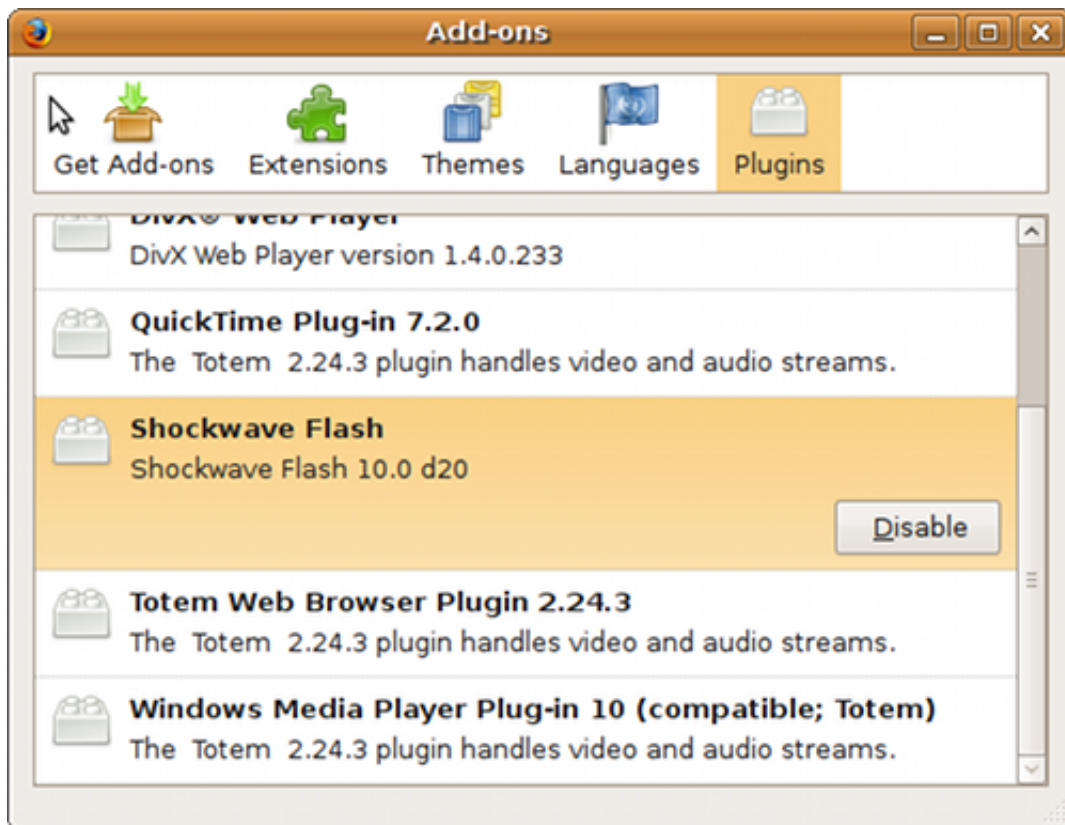 Add-ons
Get Add-ons Extensions Themes Languages Plugins
DivX® Web Player
DivX Web Player version 1.4.0.233
QuickTime Plug-in 7.2.0
The Totem 2.24.3 plugin handles video and audio streams.
Shockwave Flash
Shockwave Flash 10.0 d20
Disable
Totem Web Browser Plugin 2.24.3
The Totem 2.24.3 plugin handles video and audio streams.
Windows Media Player Plug-in 10 (compatible; Totem)
The Totem 2.24.3 plugin handles video and audio streams.